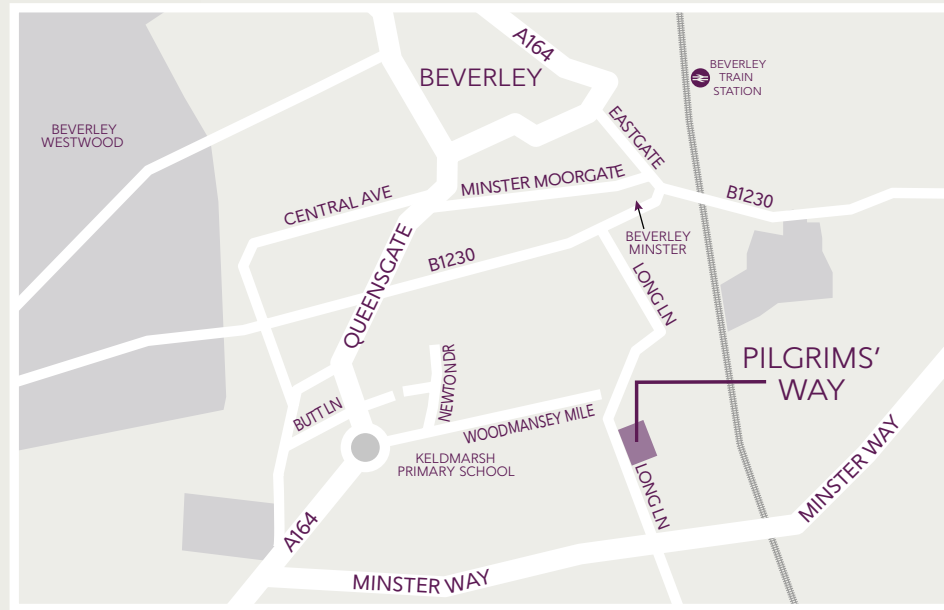 A164
BEVERLEY
BEVERLEY
TRAIN
STATION
BEVERLEY
WESTWOOD
EASTGATE
MINSTER MOORGATE
CENTRAL AVE
B1230
BEVERLEY
MINSTER
B1230
QUEENSGATE
LONG LN
NEWTON DR
PILGRIMS’
WAY
BUTT LN
WOODMANSEY MILE
KELDMARSH
PRIMARY SCHOOL
LONG LN
MINSTER WAY
A164
MINSTER WAY